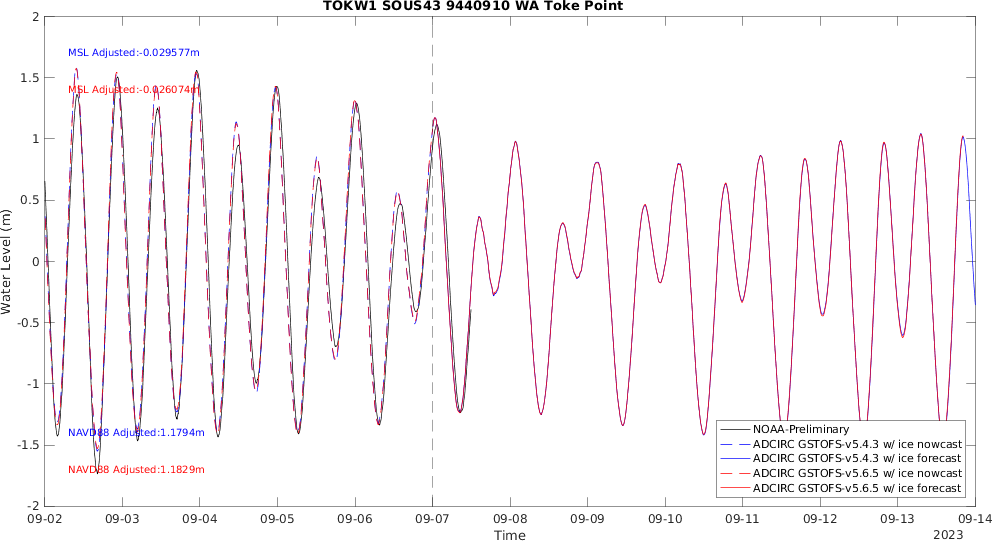 TOKW1 SOUS43 9440910 WA Toke Point
MSL Adjusted:-0.029577m
MSL Adjusted:-0.026074m
NAVD88 Adjusted:1.1794m
NAVD88 Adjusted:1.1829m
Water Level (m)
2
1.5
1
0.5
0
-0.5
-1
-1.5
-2
NOAA-Preliminary
ADCIRC GSTOFS-v5.4.3 w/ ice nowcast
ADCIRC GSTOFS-v5.4.3 w/ ice forecast
ADCIRC GSTOFS-v5.6.5 w/ ice nowcast
ADCIRC GSTOFS-v5.6.5 w/ ice forecast
09-02 09-03 09-04 09-05 09-06 09-07 09-08 09-09 09-10 09-11 09-12 09-13 09-14
Time
2023